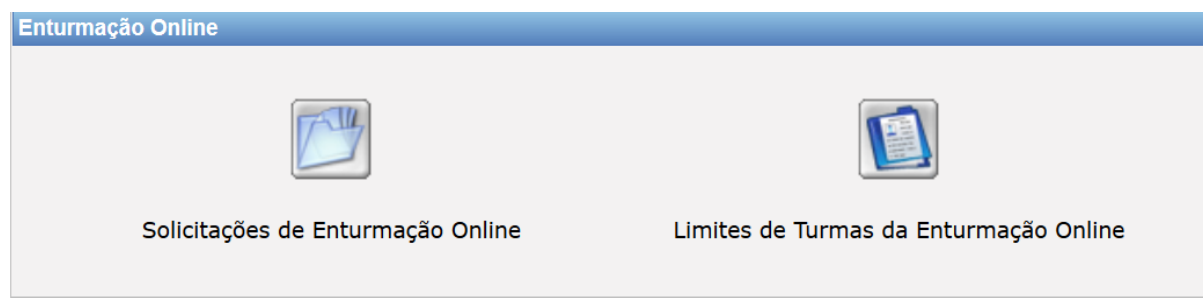 Enturmação Online
Solicitações de Enturmação Online
Limites de Turmas da Enturmação Online